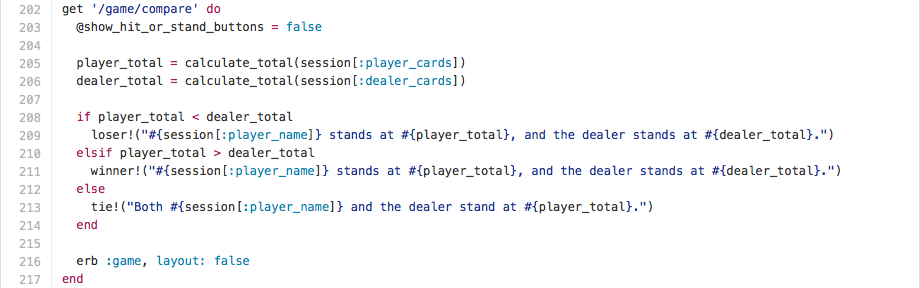 202 get '/game/compare' do
203   @show_hit_or_stand_buttons = false
204
205   player_total = calculate_total(session[:player_cards])
206   dealer_total = calculate_total(session[:dealer_cards])
207
208   if player_total < dealer_total
209     loser!("#{session[:player_name]} stands at #{player_total}, and the dealer stands at #{dealer_total}.")
210   elsif player_total > dealer_total
211     winner!("#{session[:player_name]} stands at #{player_total}, and the dealer stands at #{dealer_total}.")
212   else
213     tie!("Both #{session[:player_name]} and the dealer stand at #{player_total}.")
214   end
215
216   erb :game, layout: false
217 end